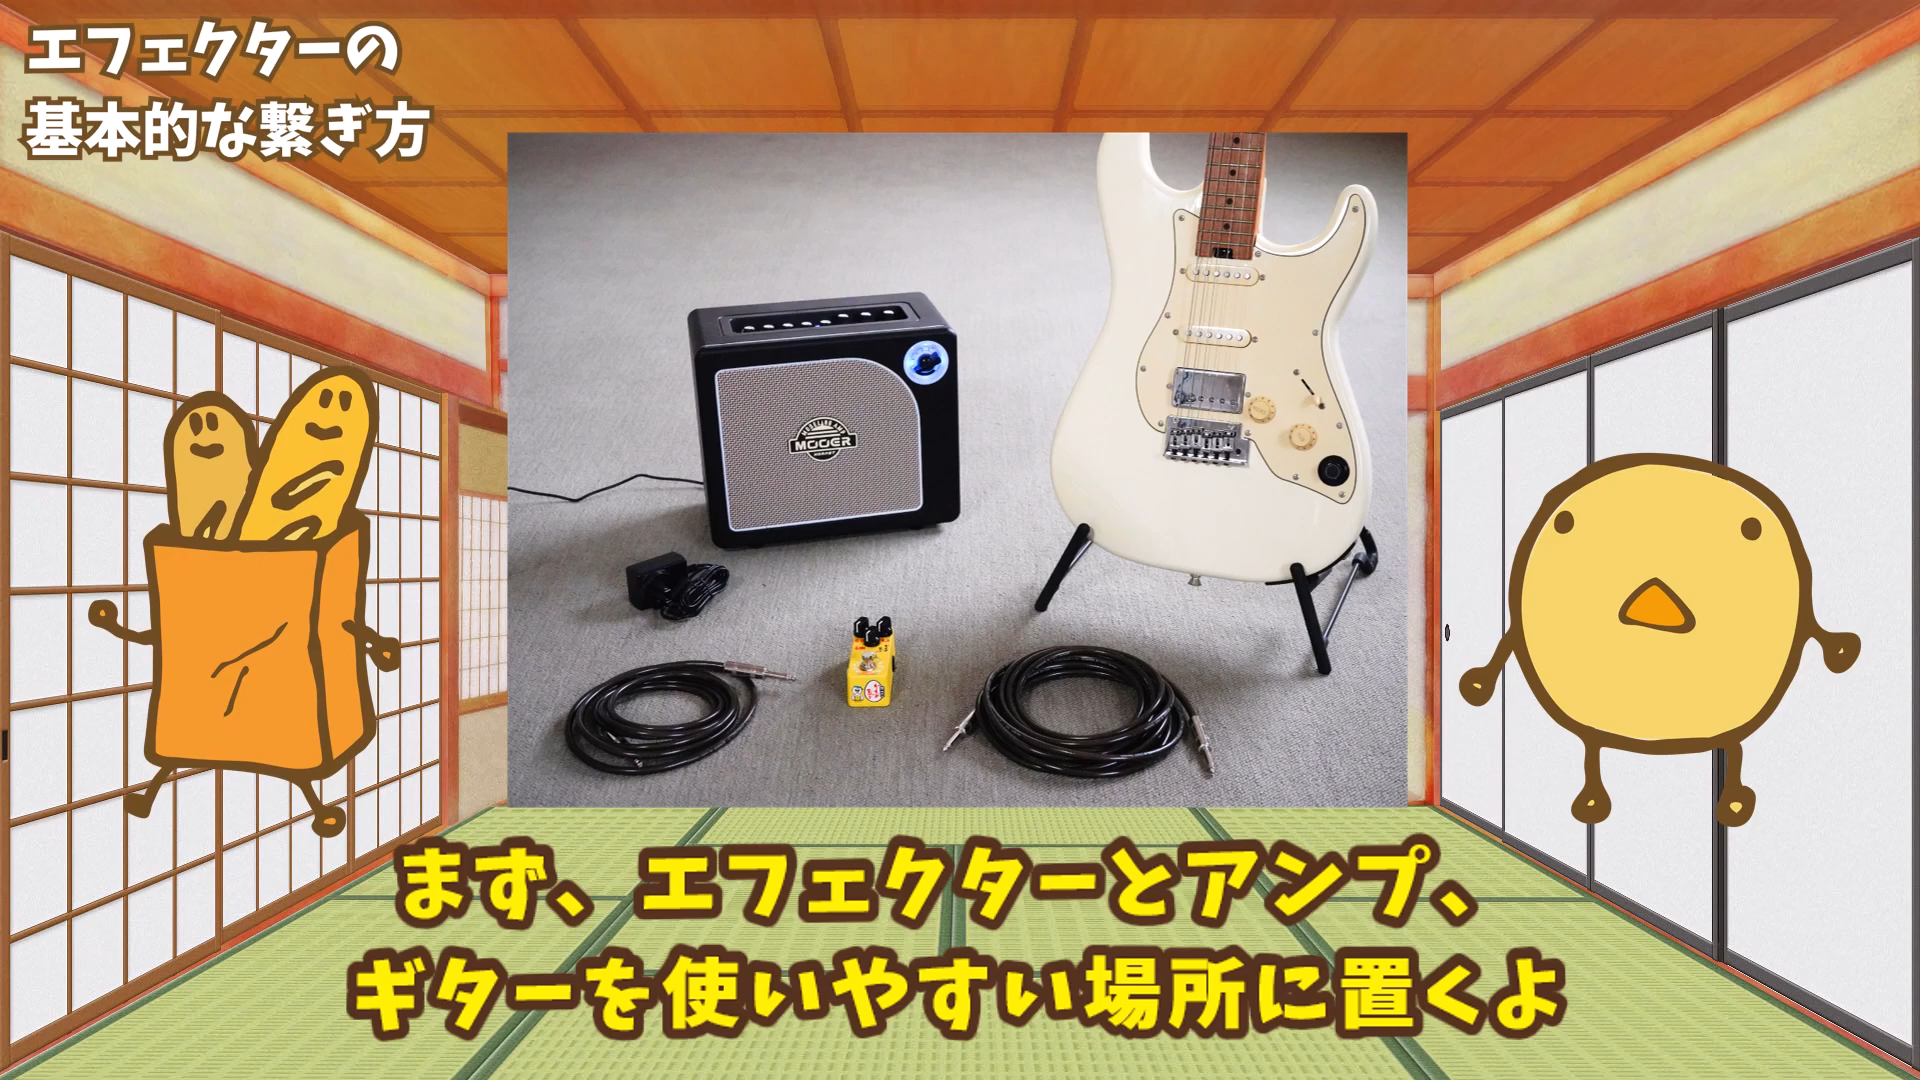 エフェクターの
基本的な繋ぎ方
MOOER
まず、エフェクターとアンプ、
ギターを使いやすい場所に置くよ